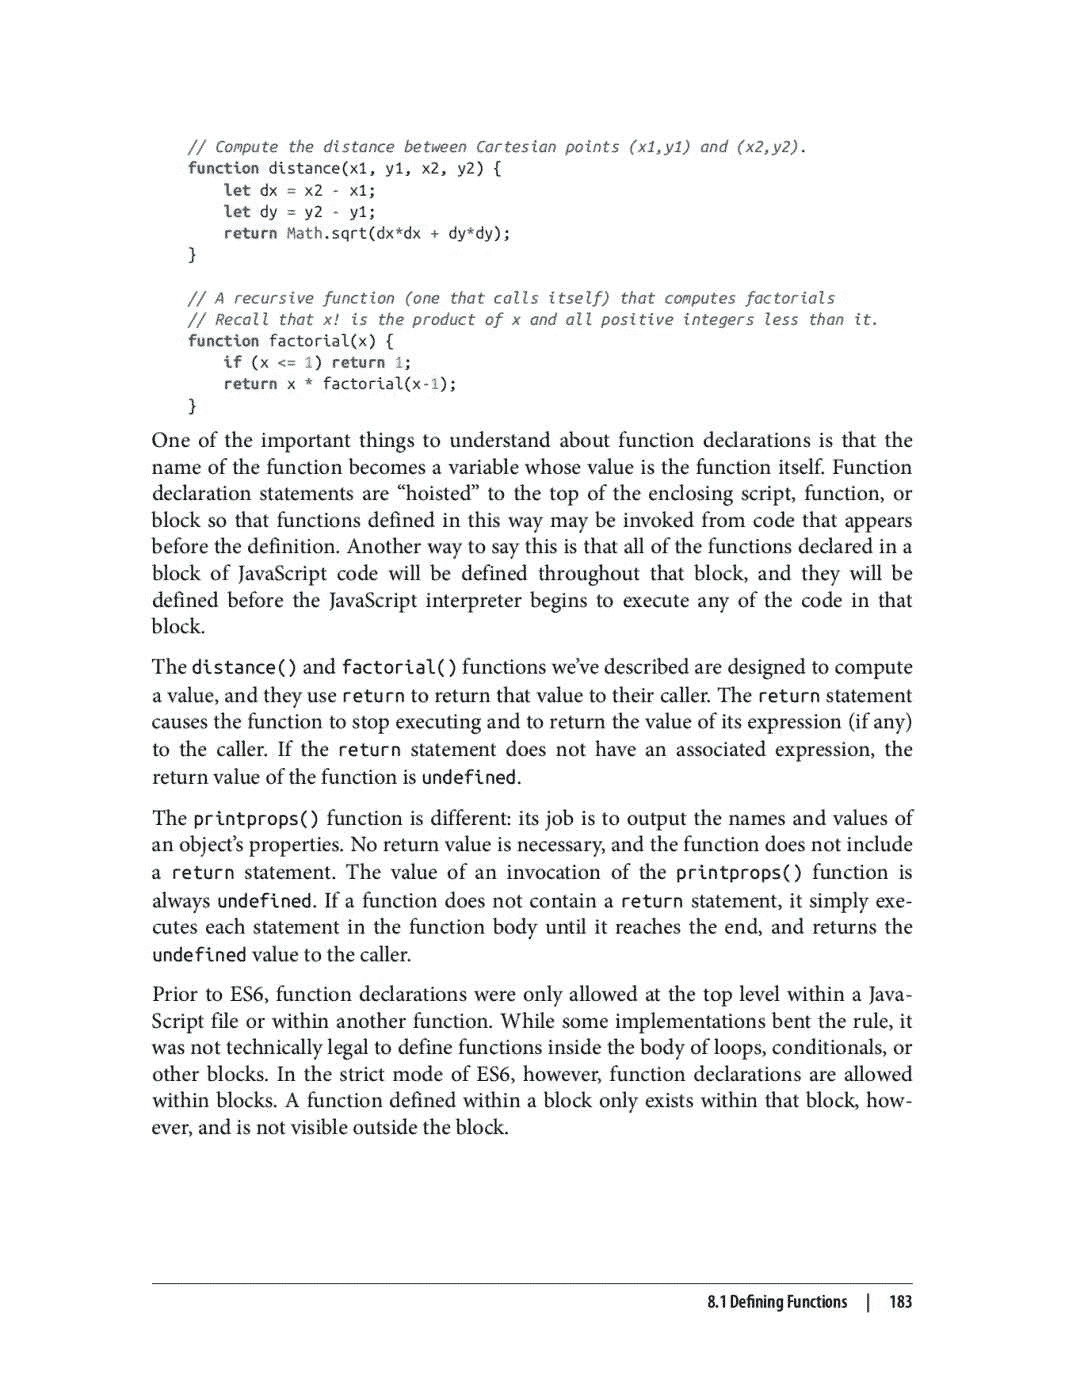 // Compute the distance between Cartesian points (x1,y1) and (x2,y2).
function distance(x1, y1, x2, y2) {
    let dx = x2 - x1;
    let dy = y2 - y1;
    return Math.sqrt(dx*dx + dy*dy);
}
// A recursive function (one that calls itself) that computes factorials
// Recall that x! is the product of x and all positive integers less than it.
function factorial(x) {
    if (x <= 1) return 1;
    return x * factorial(x-1);
}
One of the important things to understand about function declarations is that the
name of the function becomes a variable whose value is the function itself. Function
declaration statements are “hoisted” to the top of the enclosing script, function, or
block so that functions defined in this way may be invoked from code that appears
before the definition. Another way to say this is that all of the functions declared in a
block of JavaScript code will be defined throughout that block, and they will be
defined before the JavaScript interpreter begins to execute any of the code in that
block.
The distance() and factorial() functions we’ve described are designed to compute
a value, and they use return to return that value to their caller. The return statement
causes the function to stop executing and to return the value of its expression (if any)
to the caller. If the return statement does not have an associated expression, the
return value of the function is undefined.
The printprops() function is different: its job is to output the names and values of
an object’s properties. No return value is necessary, and the function does not include
a return statement. The value of an invocation of the printprops() function is
always undefined. If a function does not contain a return statement, it simply exe-
cutes each statement in the function body until it reaches the end, and returns the
undefined value to the caller.
Prior to ES6, function declarations were only allowed at the top level within a Java-
Script file or within another function. While some implementations bent the rule, it
was not technically legal to define functions inside the body of loops, conditionals, or
other blocks. In the strict mode of ES6, however, function declarations are allowed
within blocks. A function defined within a block only exists within that block, how-
ever, and is not visible outside the block.
8.1 Defining Functions | 183